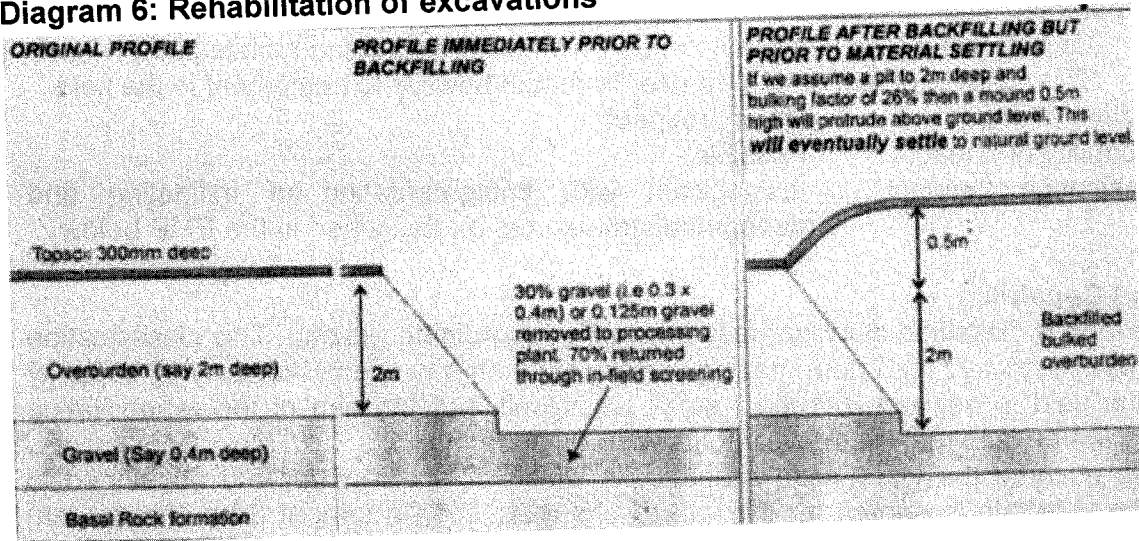 Diagram 6: Rehabilitation of excavations
ORIGINAL PROFILE
PROFILE IMMEDIATELY PRIOR TO
BACKFILLING
PROFILE AFTER BACKFILLING BUT
PRIOR TO MATERIAL SETTLING
If we assume a pit to 2m deep and
bulking factor of 26% then a mound 0.5m
high will protrude above ground level. This
will eventually settle to natural ground level.
Topsoil 300mm deep
Overburden (say 2m deep)
Gravel (Say 0.4m deep)
Basal Rock formation
2m
30% gravel (i.e 0.3 x
0.4m) or 0.125m gravel
removed to processing
plant. 70% returned
through in-field screening
0.5m
2m
Backfilled
bulked
overburden